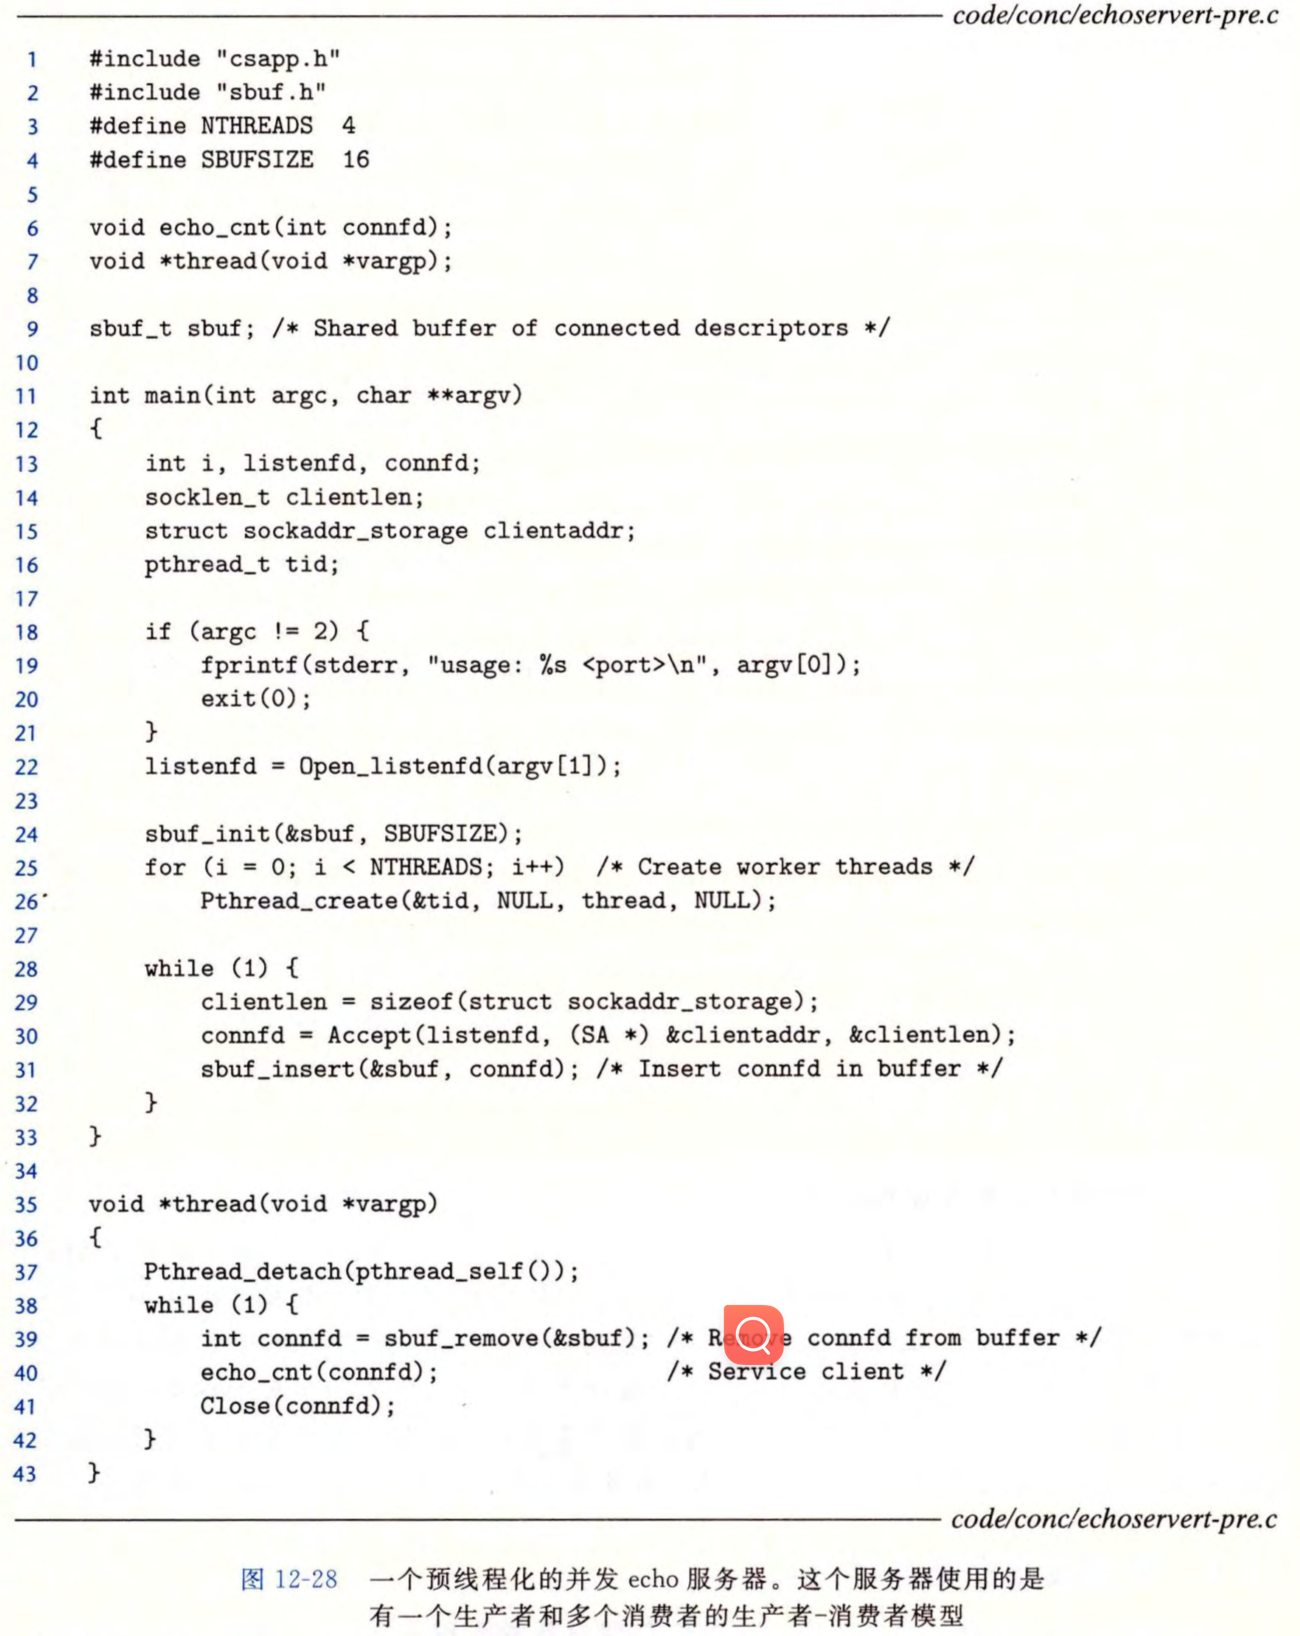 code/conc/echoservert-pre.c
1 #include "csapp.h"
2 #include "sbuf.h"
3 #define NTHREADS  4
4 #define SBUFSIZE  16
5
6 void echo_cnt(int connfd);
7 void *thread(void *vargp);
8
9 sbuf_t sbuf; /* Shared buffer of connected descriptors */
10
11 int main(int argc, char **argv)
12 {
13     int i, listenfd, connfd;
14     socklen_t clientlen;
15     struct sockaddr_storage clientaddr;
16     pthread_t tid;
17
18     if (argc != 2) {
19         fprintf(stderr, "usage: %s <port>\n", argv[0]);
20         exit(0);
21     }
22     listenfd = Open_listenfd(argv[1]);
23
24     sbuf_init(&sbuf, SBUFSIZE);
25     for (i = 0; i < NTHREADS; i++)  /* Create worker threads */
26         Pthread_create(&tid, NULL, thread, NULL);
27
28     while (1) {
29         clientlen = sizeof(struct sockaddr_storage);
30         connfd = Accept(listenfd, (SA *) &clientaddr, &clientlen);
31         sbuf_insert(&sbuf, connfd); /* Insert connfd in buffer */
32     }
33 }
34
35 void *thread(void *vargp)
36 {
37     Pthread_detach(pthread_self());
38     while (1) {
39         int connfd = sbuf_remove(&sbuf); /* Remove connfd from buffer */
40         echo_cnt(connfd);                /* Service client */
41         Close(connfd);
42     }
43 }
code/conc/echoservert-pre.c
图 12-28 一个预线程化的并发 echo 服务器。这个服务器使用的是
有一个生产者和多个消费者的生产者-消费者模型